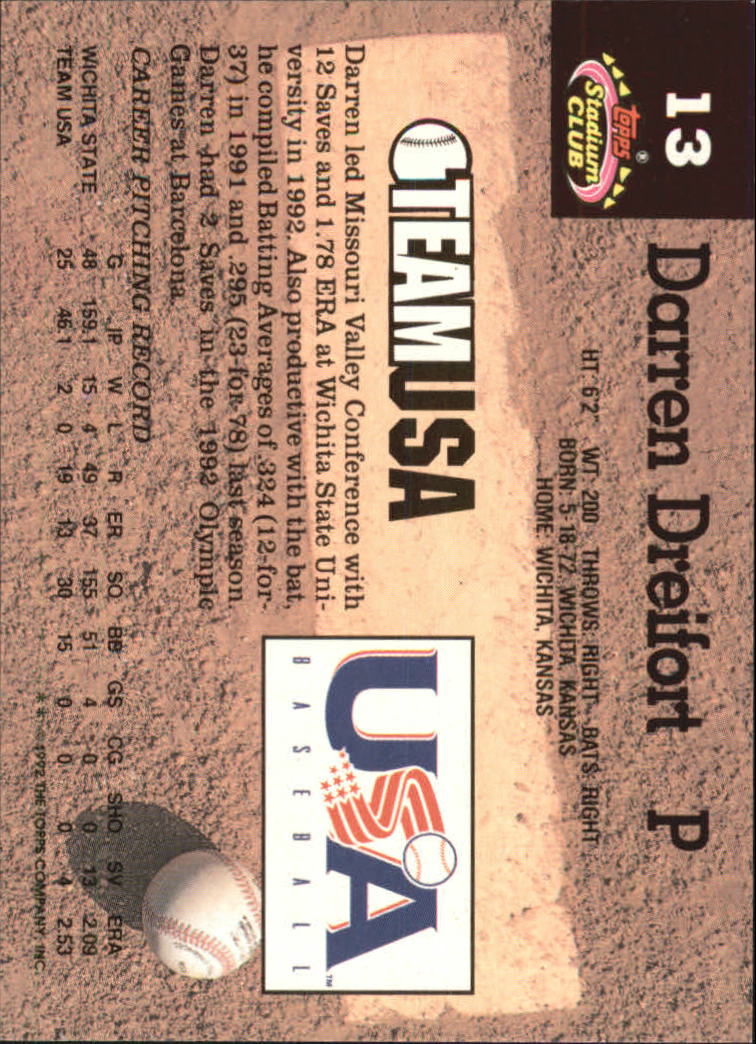 13
topps®
Stadium
CLUB
Darren Dreifort P
HT: 6'2" WT: 200 THROWS: RIGHT BATS: RIGHT
BORN: 5-18-72, WICHITA, KANSAS
HOME: WICHITA, KANSAS
TEAM USA
Darren led Missouri Valley Conference with
12 Saves and 1.78 ERA at Wichita State Uni-
versity in 1992. Also productive with the bat,
he compiled Batting Averages of .324 (12-for-
37) in 1991 and .295 (23-for-78) last season.
Darren had 2 Saves in the 1992 Olympic
Games at Barcelona.
USA
BASEBALL™
CAREER PITCHING RECORD
G IP W L R ER SO BB GS CG SHO SV ERA
WICHITA STATE 48 159.1 15 4 49 37 155 51 4 0 0 13 2.09
TEAM USA 25 46.1 2 0 19 13 30 15 0 0 0 4 2.53
** ©1992 THE TOPPS COMPANY, INC.